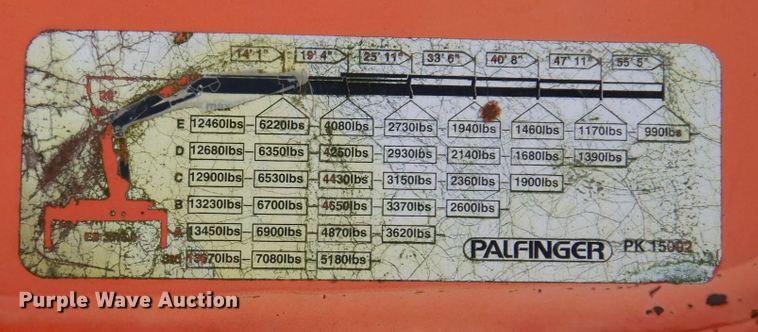 14' 1" 19' 4" 25' 11" 33' 6" 40' 8" 47' 11" 55' 5"
20°
max
E 12460lbs 6220lbs 4080lbs 2730lbs 1940lbs 1460lbs 1170lbs 990lbs
D 12680lbs 6350lbs 4250lbs 2930lbs 2140lbs 1680lbs 1390lbs
C 12900lbs 6530lbs 4430lbs 3150lbs 2360lbs 1900lbs
B 13230lbs 6700lbs 4650lbs 3370lbs 2600lbs
A 13450lbs 6900lbs 4870lbs 3620lbs
7080lbs 5180lbs
PALFINGER PK 15002
Purple Wave Auction